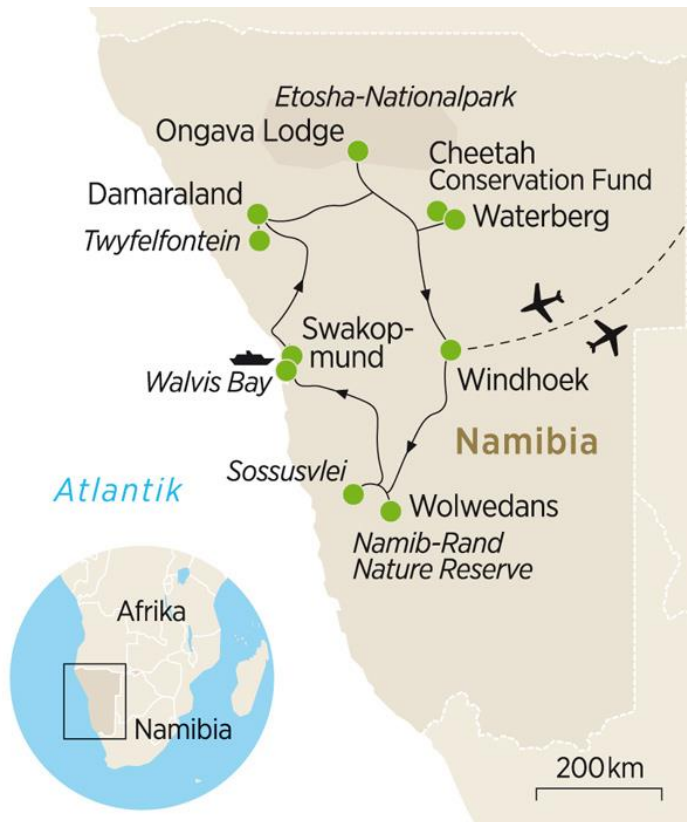 Etosha-Nationalpark
Ongava Lodge
Cheetah
Conservation Fund
Waterberg
Damaraland
Twyfelfontein
Swakop-
mund
Walvis Bay
Windhoek
Namibia
Sossusvlei
Atlantik
Wolwedans
Namib-Rand
Nature Reserve
Afrika
Namibia
200 km